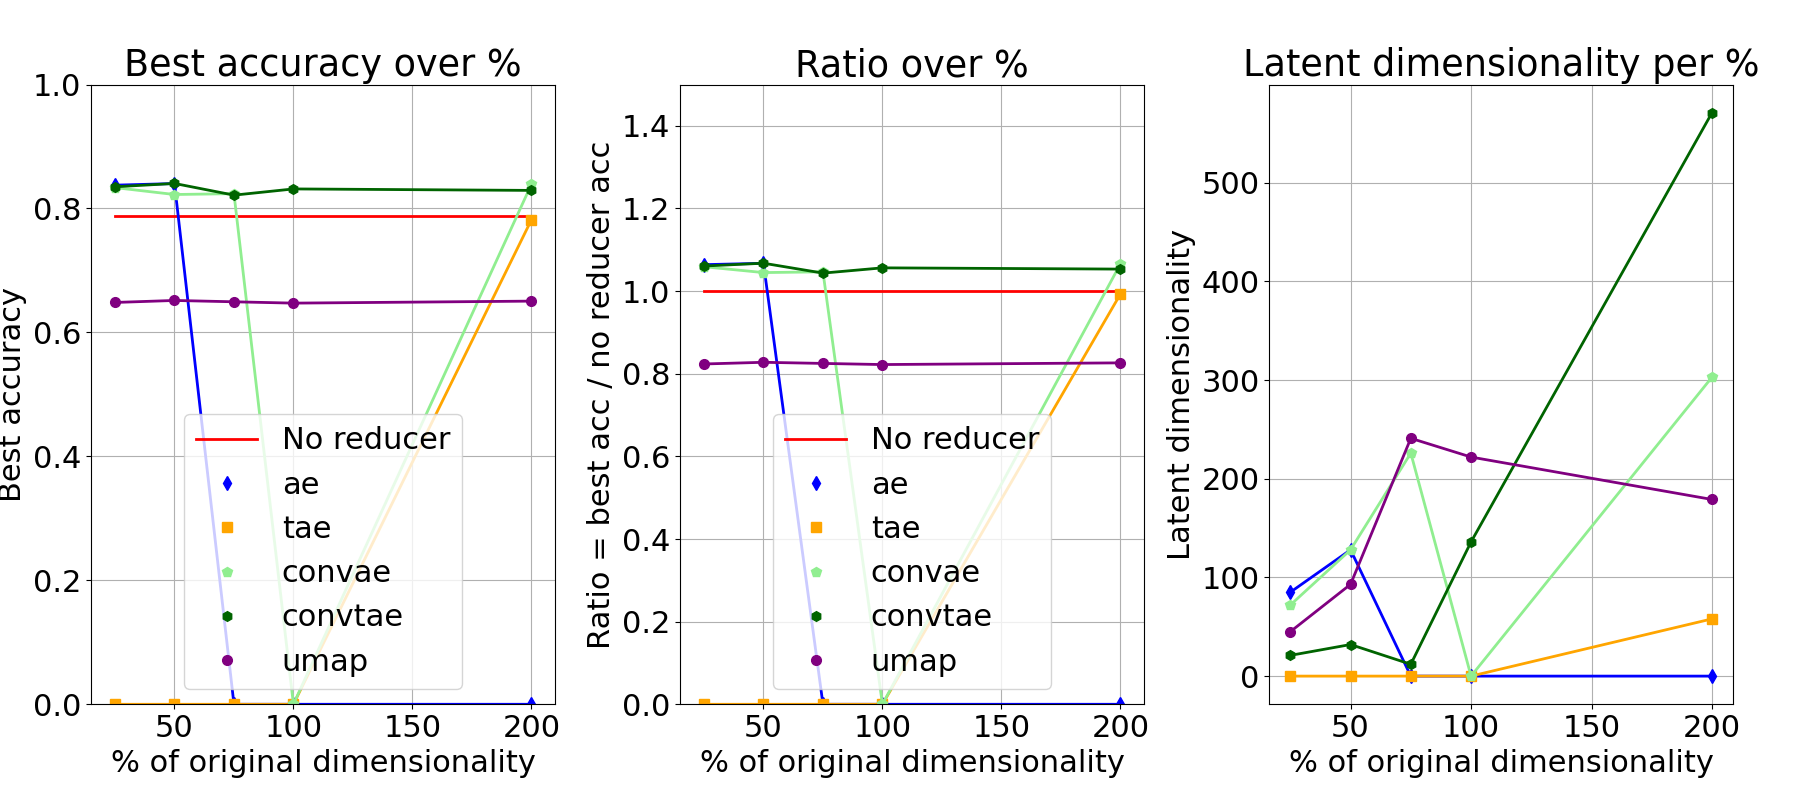 Best accuracy over %
Best accuracy
1.0
0.8
0.6
0.4
0.2
0.0
50
100
150
200
% of original dimensionality
No reducer
ae
tae
convae
convtae
umap
Ratio over %
Ratio = best acc / no reducer acc
1.4
1.2
1.0
0.8
0.6
0.4
0.2
0.0
50
100
150
200
% of original dimensionality
No reducer
ae
tae
convae
convtae
umap
Latent dimensionality per %
Latent dimensionality
500
400
300
200
100
0
50
100
150
200
% of original dimensionality